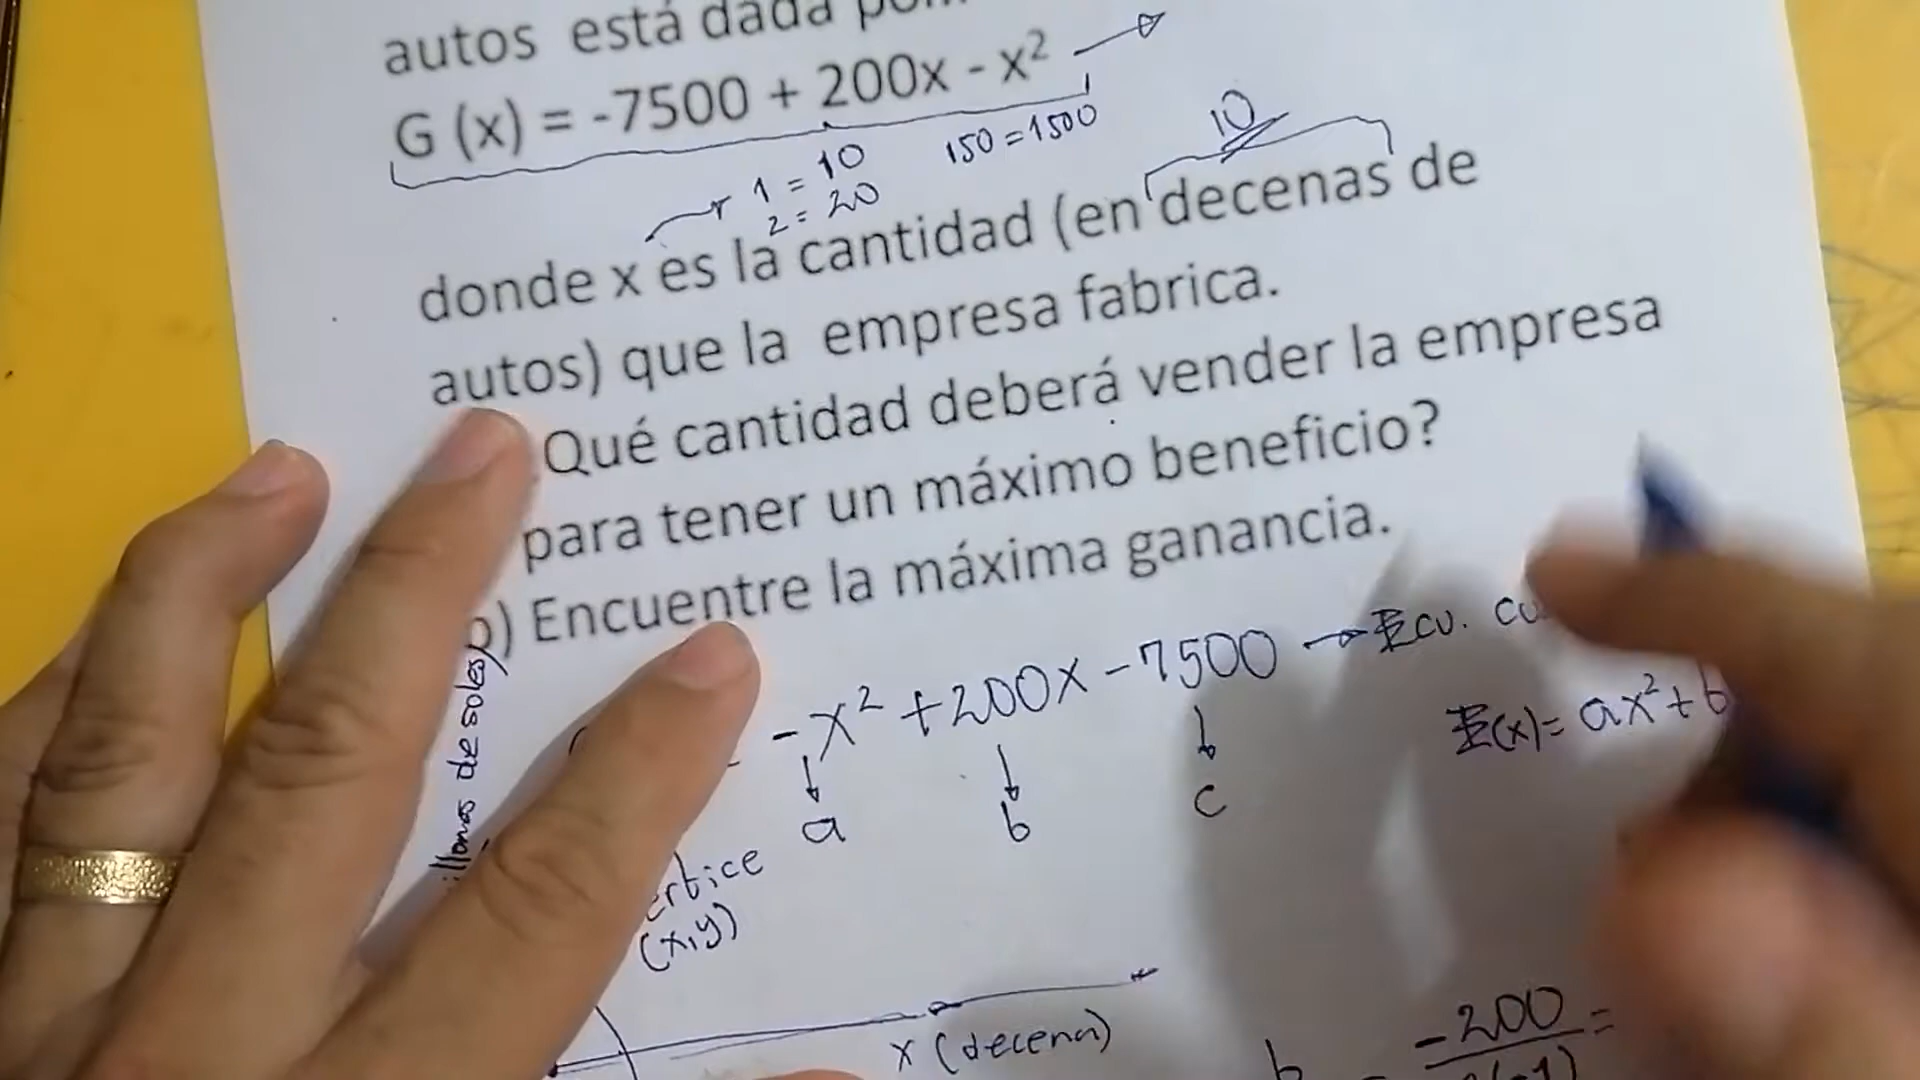 autos está dada
G (x) = -7500 + 200x - x²
1 = 10
2 = 20
150 = 1500
10
donde x es la cantidad (en decenas de
autos) que la empresa fabrica.
Qué cantidad deberá vender la empresa
para tener un máximo beneficio?
b) Encuentre la máxima ganancia.
-x² + 200x - 7500 → Ecu.
E(x) = ax² + b
a
b
c
de soles
(x,y)
x (decena)
b
-200 =